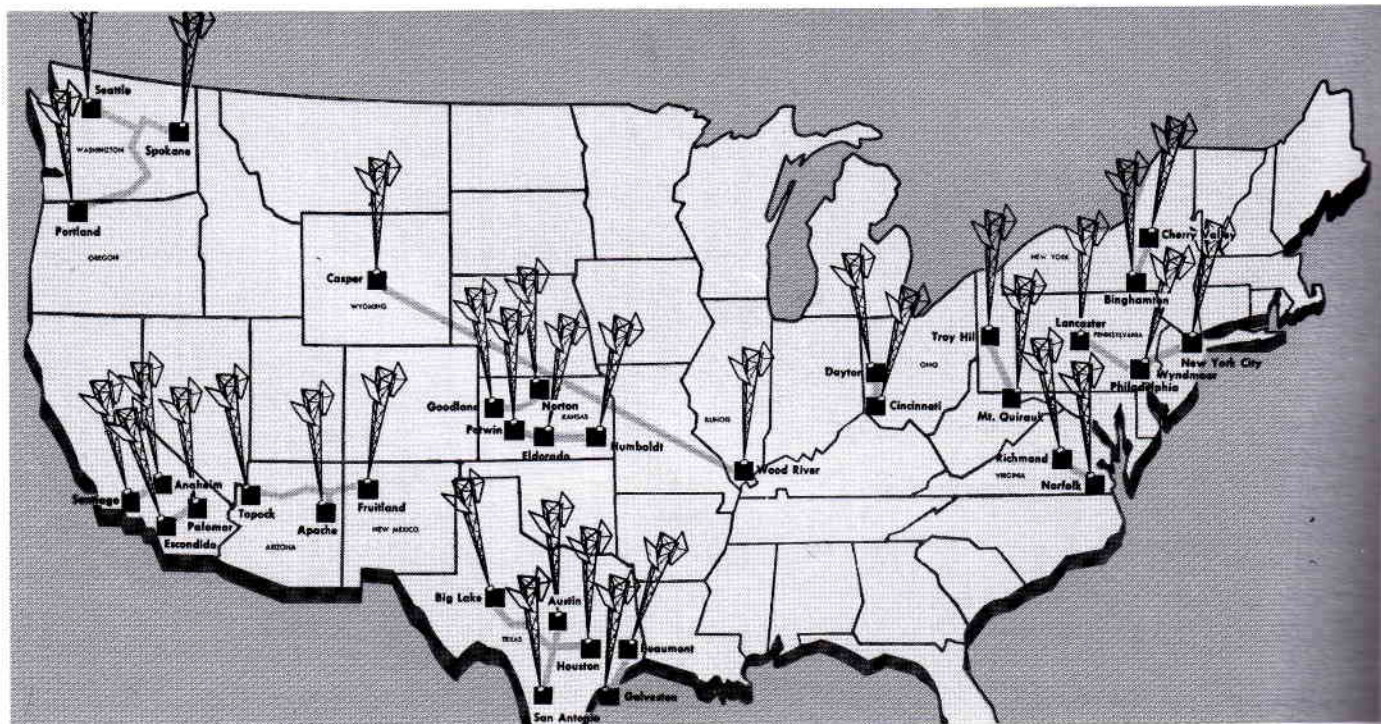 Seattle
WASHINGTON
Spokane
Portland
OREGON
Casper
WYOMING
Goodland
Norton
KANSAS
Potwin
Eldorado
Humboldt
ILLINOIS
Wood River
Dayton
OHIO
Cincinnati
Troy Hill
Mt. Quirauk
NEW YORK
Cherry Valley
Binghamton
Lancaster
PENNSYLVANIA
New York City
Wyndmoor
Philadelphia
Richmond
VIRGINIA
Norfolk
Santiago
Anaheim
Palomar
Escondido
Topock
Apache
Fruitland
ARIZONA
NEW MEXICO
Big Lake
Austin
TEXAS
Houston
Beaumont
Galveston
San Antonio